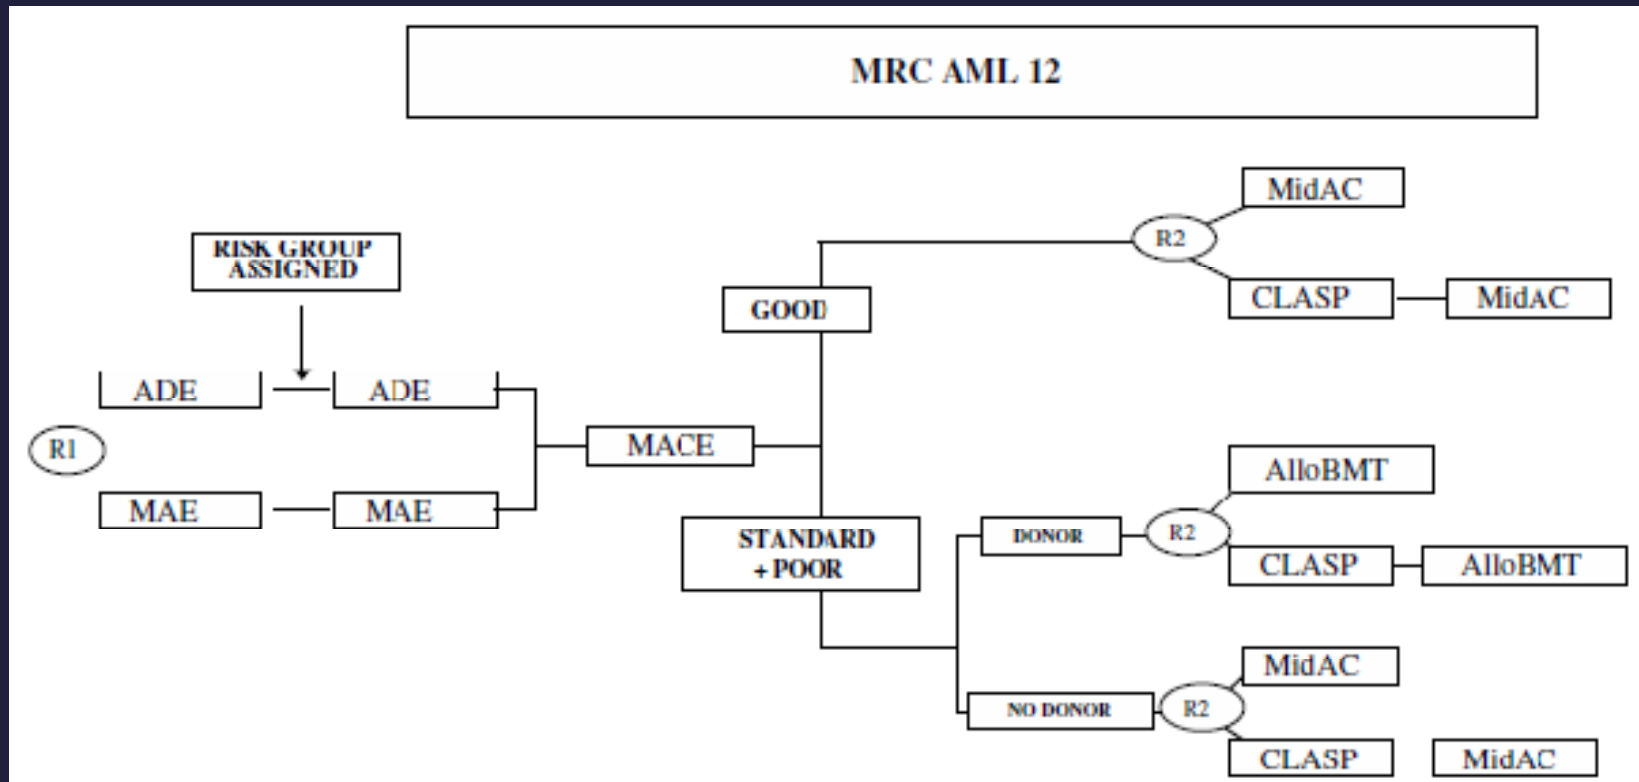 MRC AML 12
MidAC
R2
RISK GROUP
ASSIGNED
CLASP
MidAC
GOOD
ADE
ADE
R1
MACE
AlloBMT
MAE
MAE
STANDARD
+ POOR
DONOR
R2
CLASP
AlloBMT
MidAC
NO DONOR
R2
CLASP
MidAC